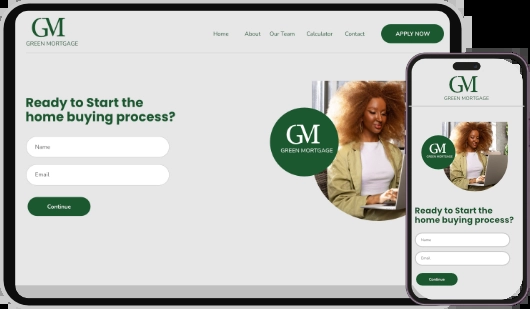 GM
GREEN MORTGAGE
Home About Our Team Calculator Contact APPLY NOW
Ready to Start the
home buying process?
Name
Email
Continue
GM
GREEN MORTGAGE
GM
GREEN MORTGAGE
GM
GREEN MORTGAGE
Ready to Start the
home buying process?
Name
Email
Continue